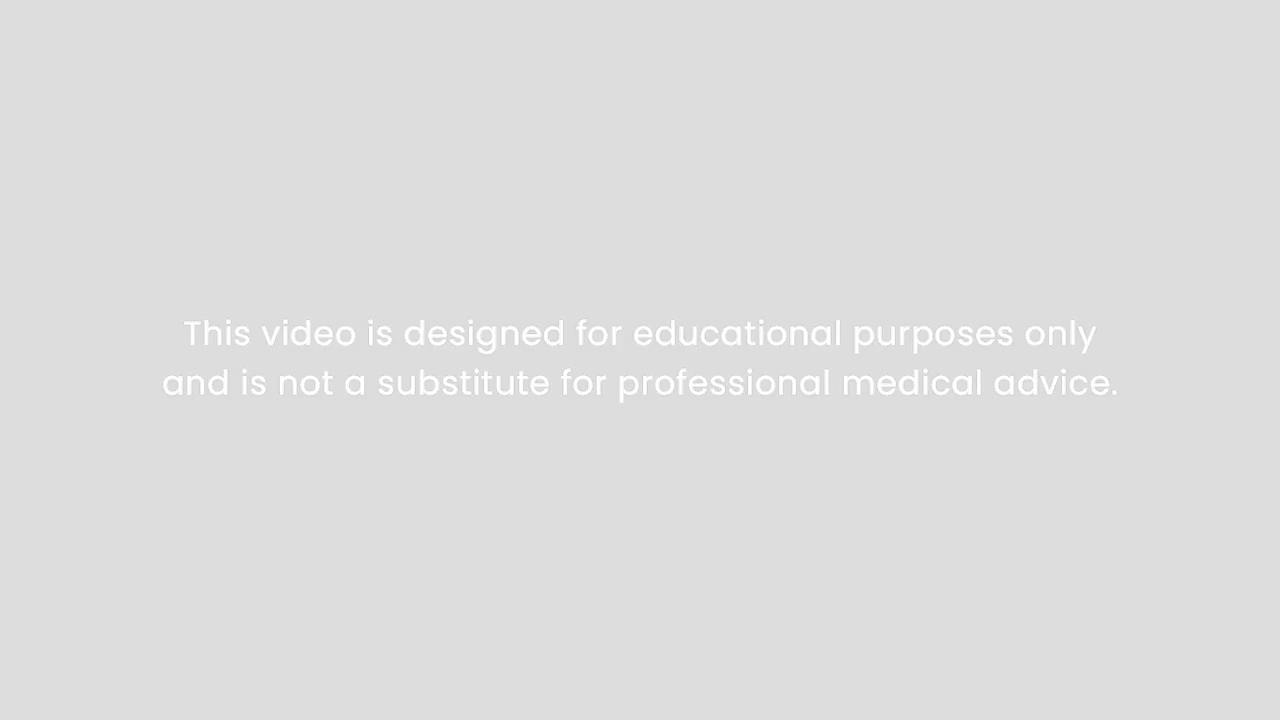 This video is designed for educational purposes only
and is not a substitute for professional medical advice.